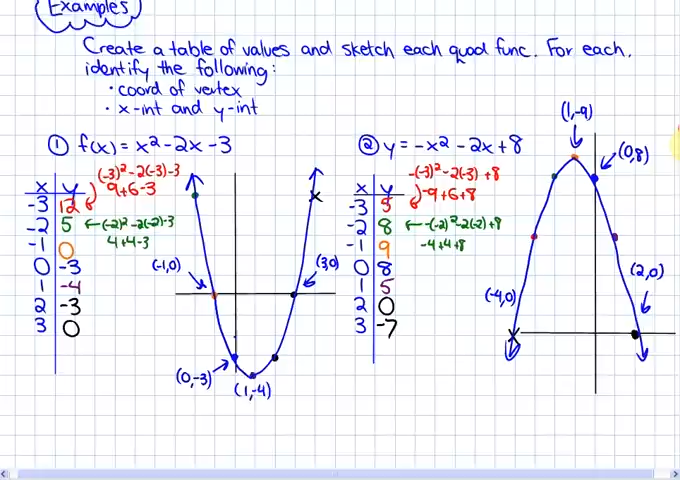 Examples
Create a table of values and sketch each quad func. For each,
identify the following:
• coord of vertex
• x-int and y-int
① f(x) = x² - 2x - 3
(-3)² - 2(-3) - 3
9 + 6 - 3
x y
-3 12
-2 5 ← (-2)² - 2(-2) - 3
4 + 4 - 3
-1 0
0 -3
1 -4
2 -3
3 0
(-1,0)
(3,0)
(0,-3)
(1,-4)
② y = -x² - 2x + 8
-(-3)² - 2(-3) + 8
-9 + 6 + 8
x y
-3 5
-2 8 ← -(-2)² - 2(-2) + 8
-4 + 4 + 8
-1 9
0 8
1 5
2 0
3 -7
(1,-9)
(0,8)
(-4,0)
(2,0)